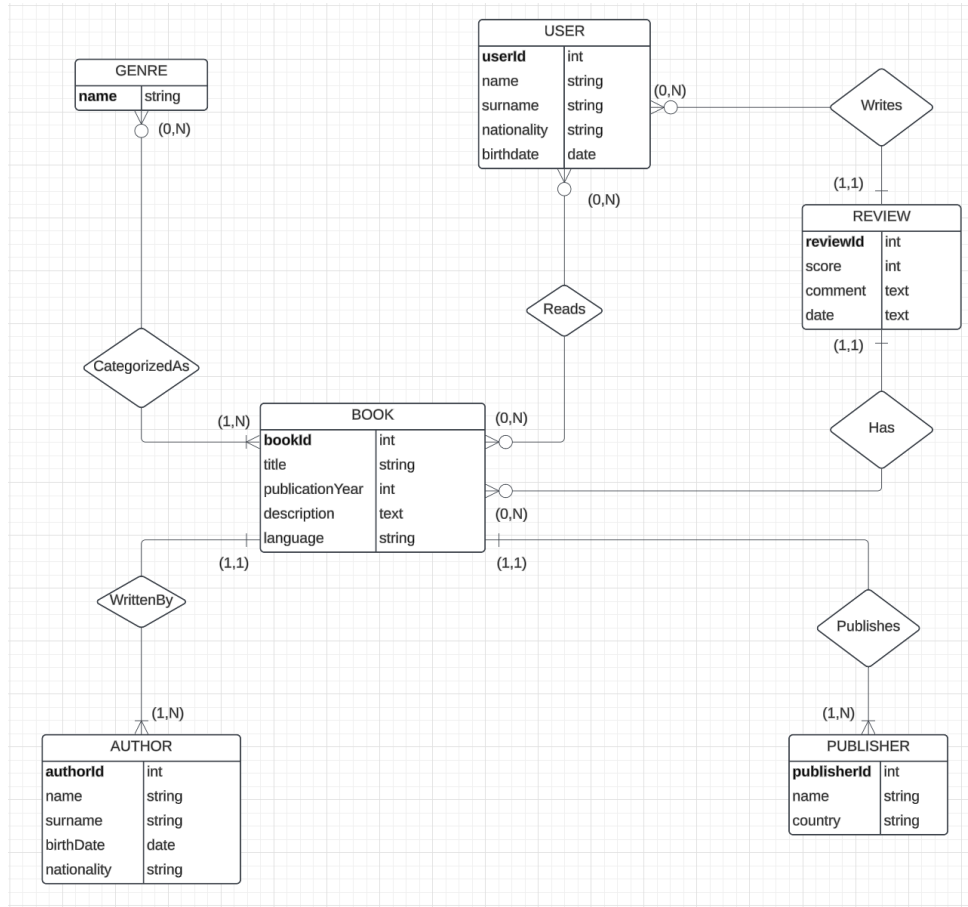 USER
userId int
name string
surname string
nationality string
birthdate date
(0,N)
(0,N)
GENRE
name string
(0,N)
Writes
(1,1)
REVIEW
reviewId int
score int
comment text
date text
(1,1)
Reads
CategorizedAs
(1,N)
BOOK
bookId int
title string
publicationYear int
description text
language string
(0,N)
(0,N)
Has
(1,1)
(1,1)
WrittenBy
Publishes
(1,N)
AUTHOR
authorId int
name string
surname string
birthDate date
nationality string
(1,N)
PUBLISHER
publisherId int
name string
country string